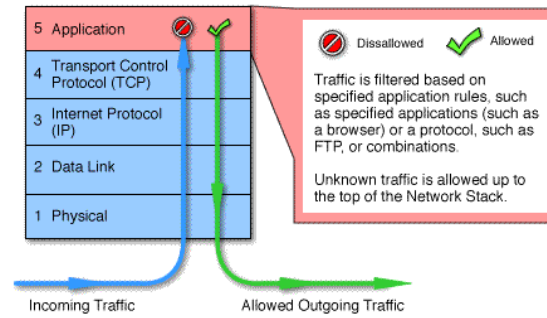 5 Application
4 Transport Control
Protocol (TCP)
3 Internet Protocol
(IP)
2 Data Link
1 Physical
Incoming Traffic
Allowed Outgoing Traffic
Dissallowed
Allowed
Traffic is filtered based on
specified application rules, such
as specified applications (such as
a browser) or a protocol, such as
FTP, or combinations.
Unknown traffic is allowed up to
the top of the Network Stack.